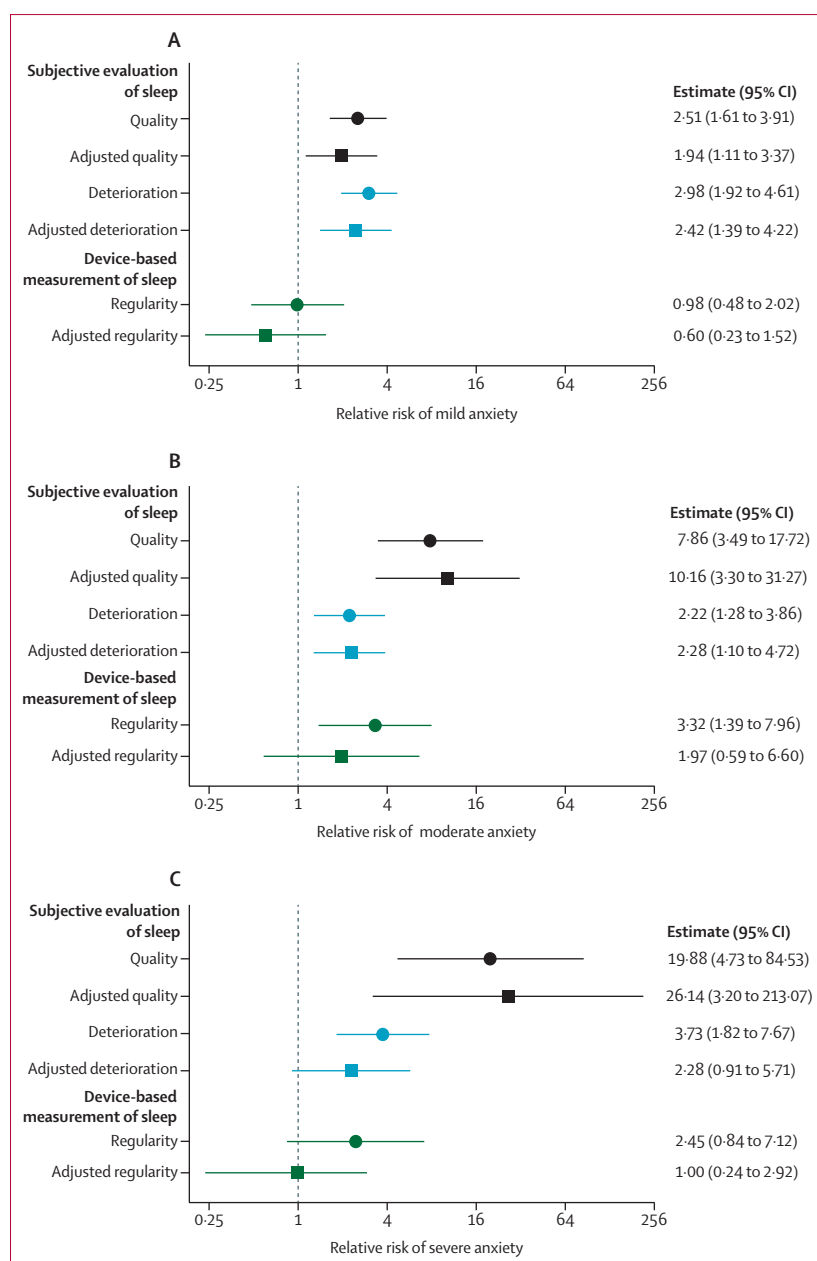 A
Subjective evaluation
of sleep
Estimate (95% CI)
Quality
2·51 (1·61 to 3·91)
Adjusted quality
1·94 (1·11 to 3·37)
Deterioration
2·98 (1·92 to 4·61)
Adjusted deterioration
2·42 (1·39 to 4·22)
Device-based
measurement of sleep
Regularity
0·98 (0·48 to 2·02)
Adjusted regularity
0·60 (0·23 to 1·52)
0·25 1 4 16 64 256
Relative risk of mild anxiety
B
Subjective evaluation
of sleep
Estimate (95% CI)
Quality
7·86 (3·49 to 17·72)
Adjusted quality
10·16 (3·30 to 31·27)
Deterioration
2·22 (1·28 to 3·86)
Adjusted deterioration
2·28 (1·10 to 4·72)
Device-based
measurement of sleep
Regularity
3·32 (1·39 to 7·96)
Adjusted regularity
1·97 (0·59 to 6·60)
0·25 1 4 16 64 256
Relative risk of moderate anxiety
C
Subjective evaluation
of sleep
Estimate (95% CI)
Quality
19·88 (4·73 to 84·53)
Adjusted quality
26·14 (3·20 to 213·07)
Deterioration
3·73 (1·82 to 7·67)
Adjusted deterioration
2·28 (0·91 to 5·71)
Device-based
measurement of sleep
Regularity
2·45 (0·84 to 7·12)
Adjusted regularity
1·00 (0·24 to 2·92)
0·25 1 4 16 64 256
Relative risk of severe anxiety